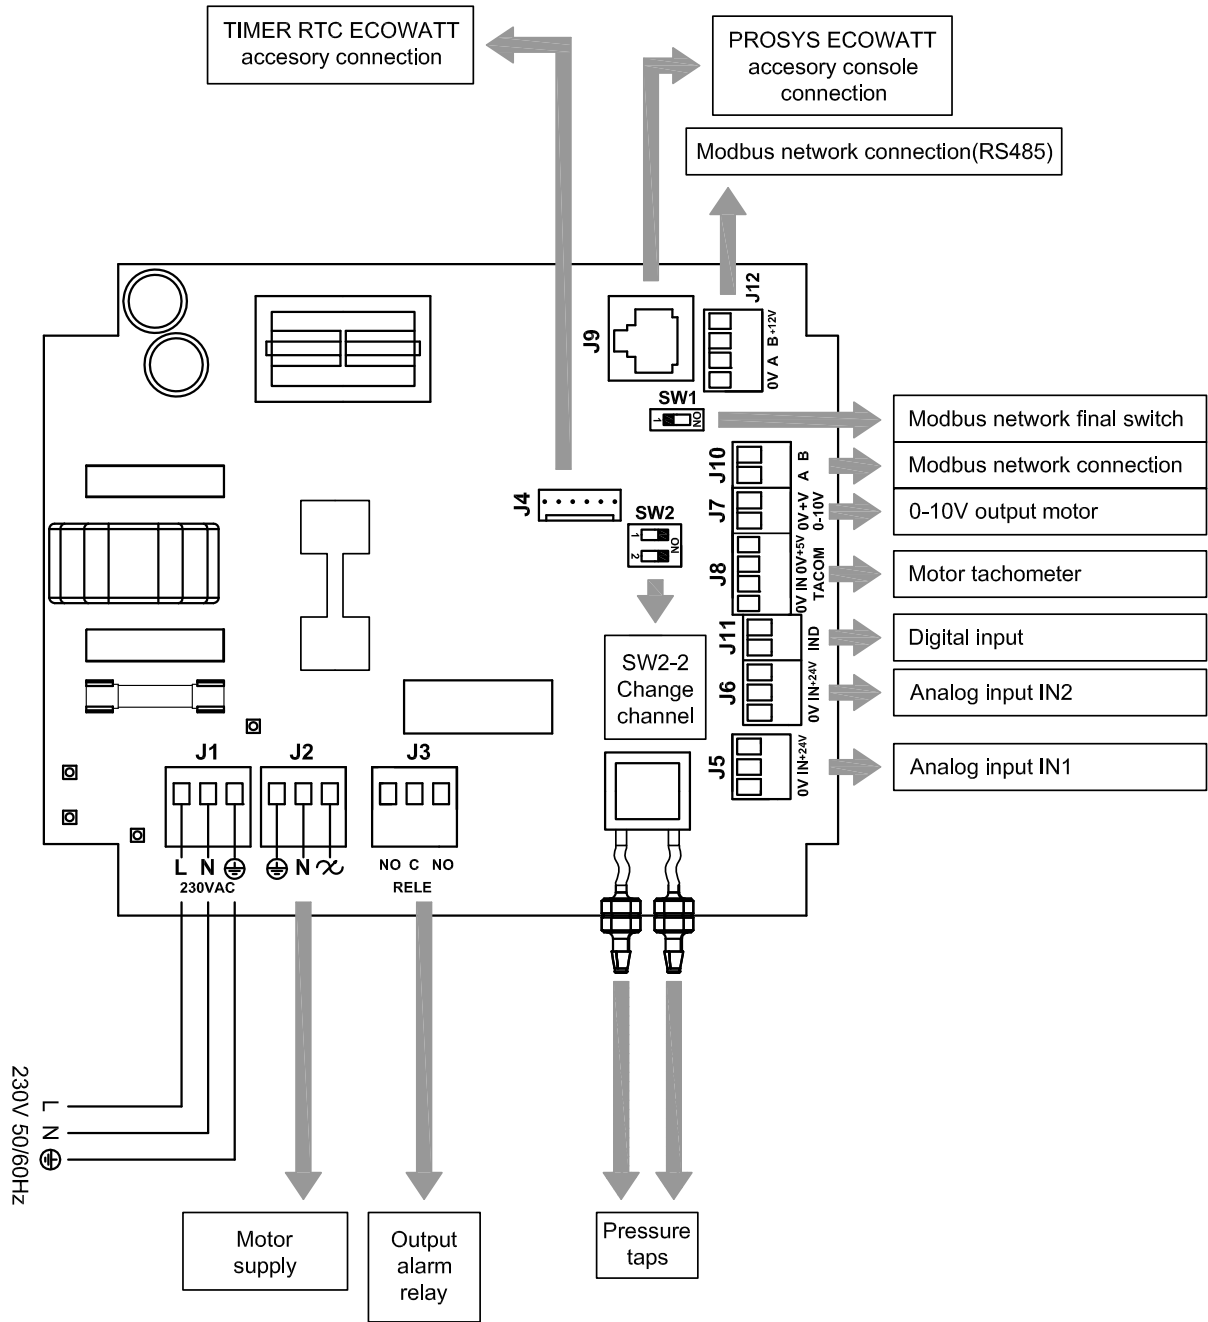 TIMER RTC ECOWATT
accesory connection
PROSYS ECOWATT
accesory console
connection
Modbus network connection(RS485)
J12
J9
0V A B +12V
SW1
1
ON
Modbus network final switch
J10
A B
Modbus network connection
J4
J7
0V +V
0-10V
0-10V output motor
SW2
1
2
ON
J8
0V IN 0V +5V
TACOM
Motor tachometer
J11
IND
Digital input
SW2-2
Change
channel
J6
0V IN +24V
Analog input IN2
J5
0V IN +24V
Analog input IN1
J1
J2
J3
L N
230VAC
N
NO C NO
RELE
230V 50/60Hz
L
N
Motor
supply
Output
alarm
relay
Pressure
taps